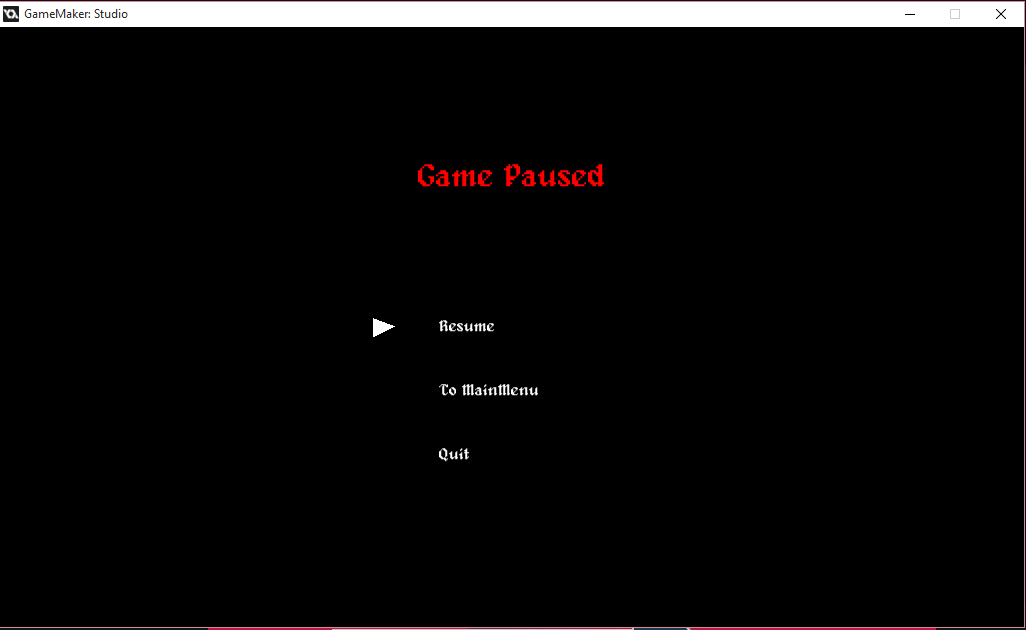 GameMaker: Studio
Game Paused
Resume
To MainMenu
Quit